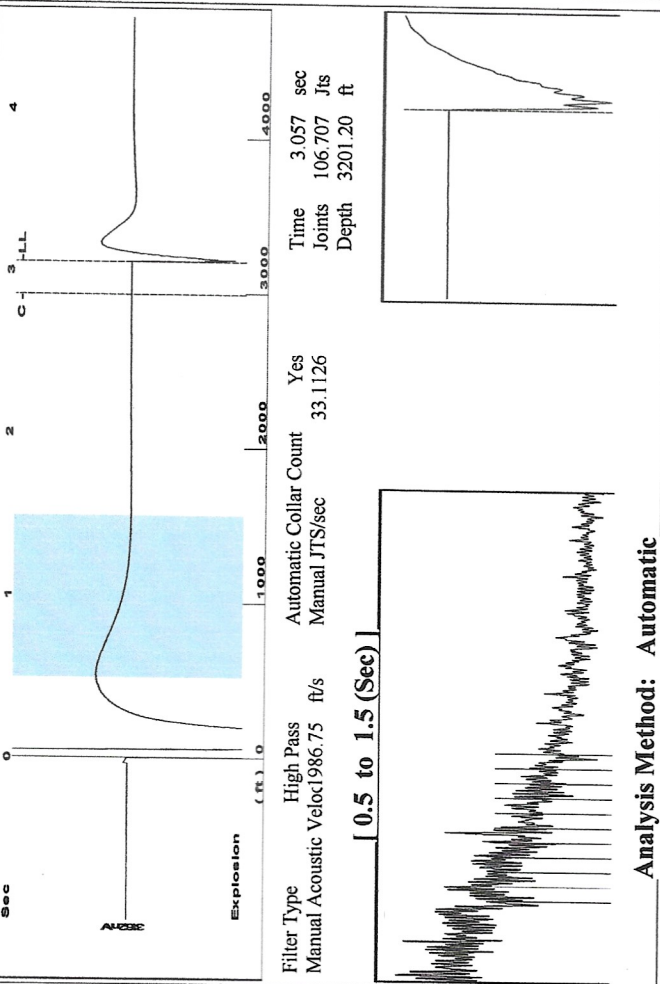 Sec
0 1 2 3 4
C LL
Explosion
(ft) 0 1000 2000 3000 4000
Filter Type High Pass Automatic Collar Count Yes Time 3.057 sec
Manual Acoustic Veloc1986.75 ft/s Manual JTS/sec 33.1126 Joints 106.707 Jts
Depth 3201.20 ft
[ 0.5 to 1.5 (Sec) ]
Analysis Method: Automatic